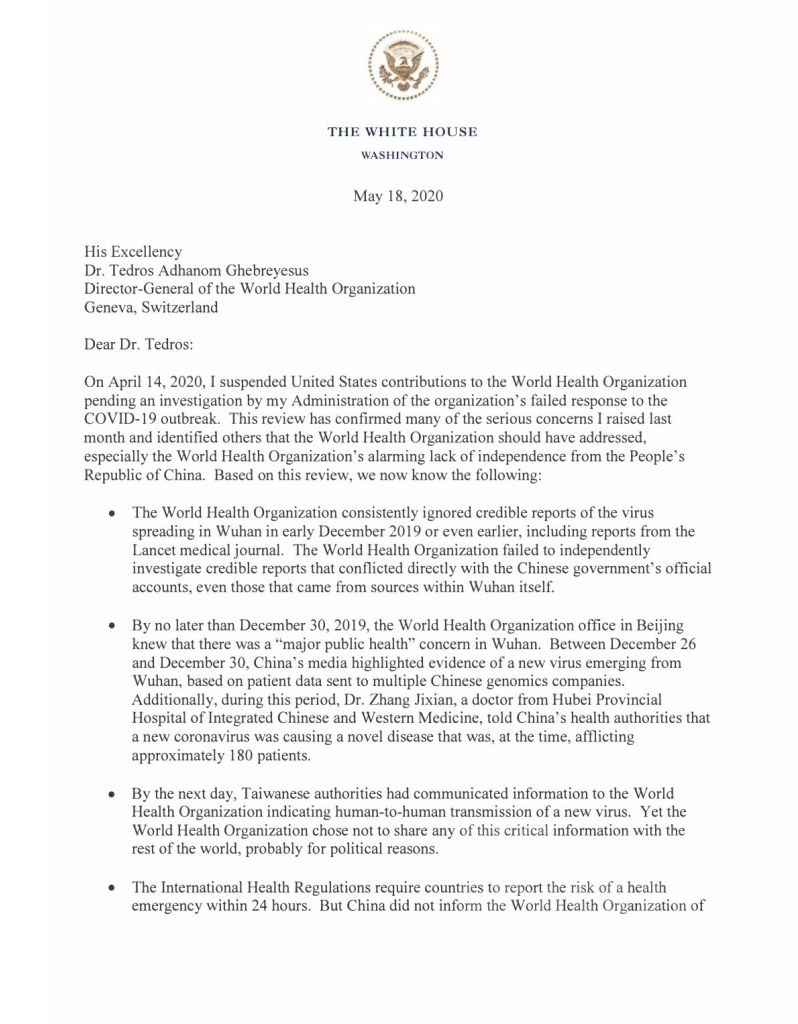 THE WHITE HOUSE
WASHINGTON
May 18, 2020
His Excellency
Dr. Tedros Adhanom Ghebreyesus
Director-General of the World Health Organization
Geneva, Switzerland
Dear Dr. Tedros:
On April 14, 2020, I suspended United States contributions to the World Health Organization
pending an investigation by my Administration of the organization’s failed response to the
COVID-19 outbreak. This review has confirmed many of the serious concerns I raised last
month and identified others that the World Health Organization should have addressed,
especially the World Health Organization’s alarming lack of independence from the People’s
Republic of China. Based on this review, we now know the following:
• The World Health Organization consistently ignored credible reports of the virus
spreading in Wuhan in early December 2019 or even earlier, including reports from the
Lancet medical journal. The World Health Organization failed to independently
investigate credible reports that conflicted directly with the Chinese government’s official
accounts, even those that came from sources within Wuhan itself.
• By no later than December 30, 2019, the World Health Organization office in Beijing
knew that there was a “major public health” concern in Wuhan. Between December 26
and December 30, China’s media highlighted evidence of a new virus emerging from
Wuhan, based on patient data sent to multiple Chinese genomics companies.
Additionally, during this period, Dr. Zhang Jixian, a doctor from Hubei Provincial
Hospital of Integrated Chinese and Western Medicine, told China’s health authorities that
a new coronavirus was causing a novel disease that was, at the time, afflicting
approximately 180 patients.
• By the next day, Taiwanese authorities had communicated information to the World
Health Organization indicating human-to-human transmission of a new virus. Yet the
World Health Organization chose not to share any of this critical information with the
rest of the world, probably for political reasons.
• The International Health Regulations require countries to report the risk of a health
emergency within 24 hours. But China did not inform the World Health Organization of